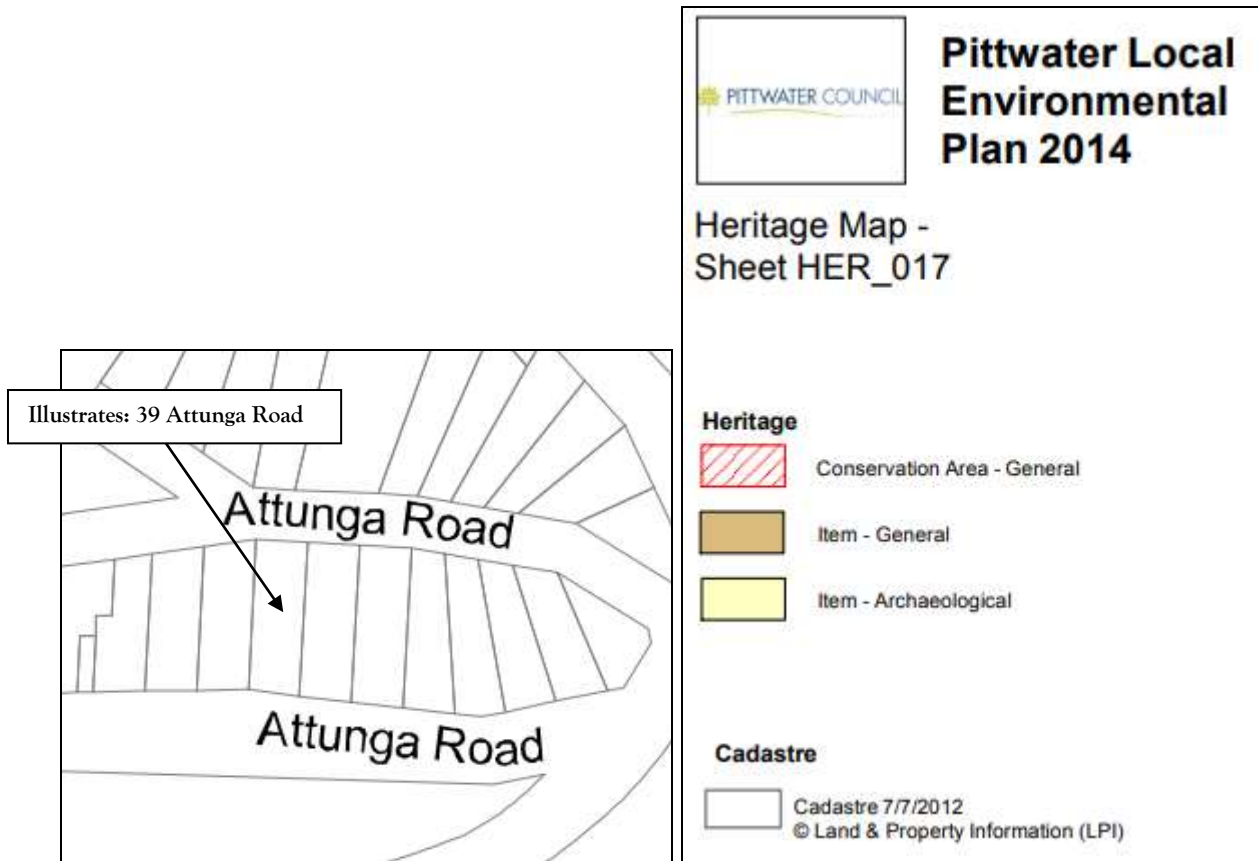 Illustrates: 39 Attunga Road
Attunga Road
Attunga Road
PITTWATER COUNCIL
Pittwater Local
Environmental
Plan 2014
Heritage Map -
Sheet HER_017
Heritage
Conservation Area - General
Item - General
Item - Archaeological
Cadastre
Cadastre 7/7/2012
© Land & Property Information (LPI)